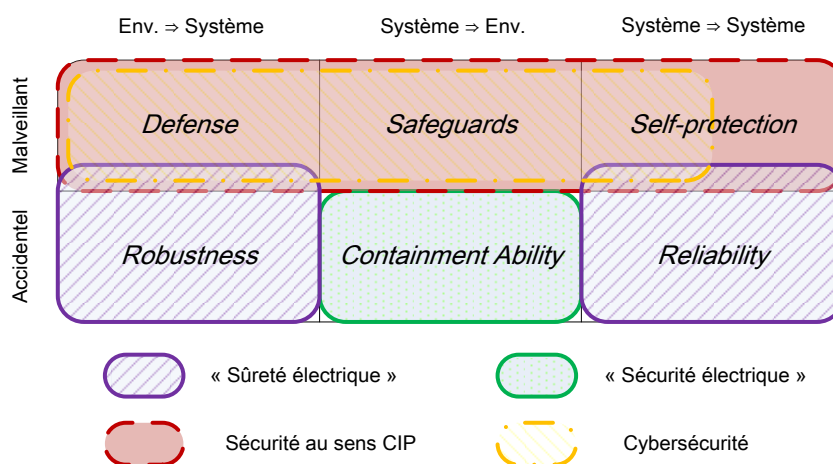 Env. ⇒ Système
Système ⇒ Env.
Système ⇒ Système
Malveillant
Defense
Safeguards
Self-protection
Accidentel
Robustness
Containment Ability
Reliability
« Sûreté électrique »
« Sécurité électrique »
Sécurité au sens CIP
Cybersécurité